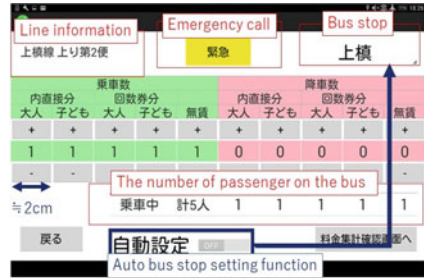 Line information
Emergency call
Bus stop
上槙線 上り第2便
緊急
上槙
乗車数
降車数
内直接分
回数券分
内直接分
回数券分
大人 子ども 大人 子ども 無賃 大人 子ども 大人 子ども 無賃
+ + + + + + + + + +
1 1 1 1 1 0 0 0 0 0
- - - - -
The number of passenger on the bus
≒2cm
乗車中 計5人 1 1 1 1 1
戻る
自動設定 OFF
料金集計確認画面へ
Auto bus stop setting function